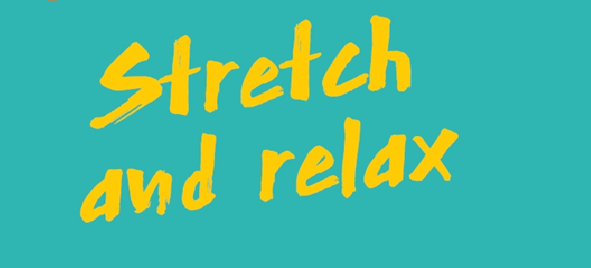 Stretch
and relax